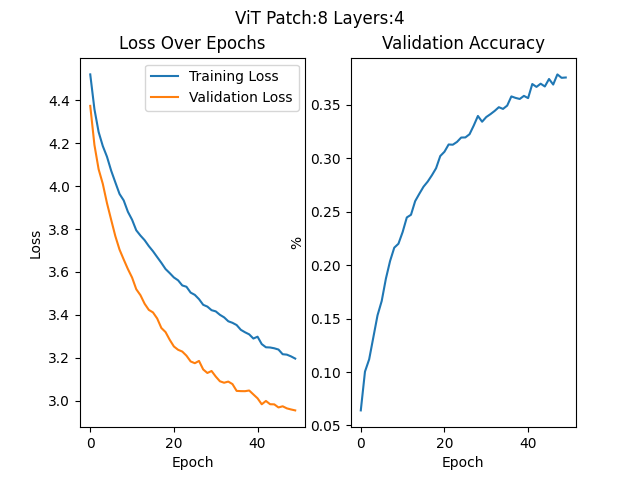 ViT Patch:8 Layers:4
Loss Over Epochs
Training Loss
Validation Loss
Loss
4.4
4.2
4.0
3.8
3.6
3.4
3.2
3.0
0 20 40
Epoch
Validation Accuracy
%
0.35
0.30
0.25
0.20
0.15
0.10
0.05
0 20 40
Epoch